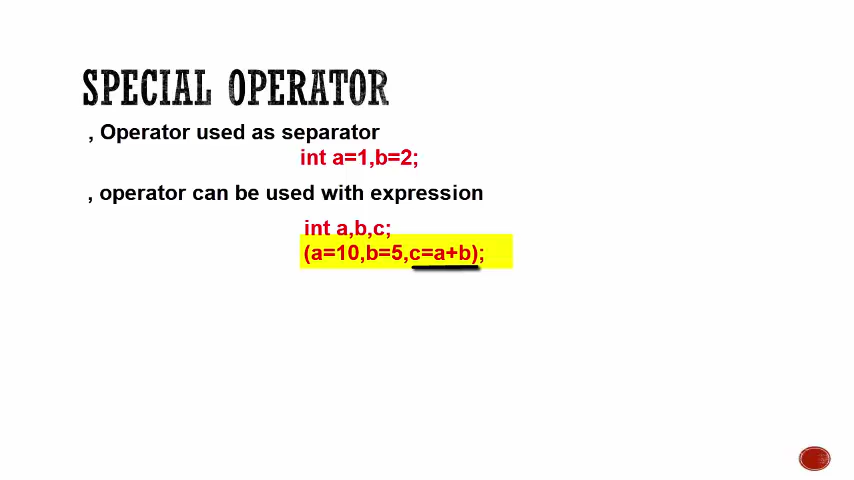 SPECIAL OPERATOR
, Operator used as separator
int a=1,b=2;
, operator can be used with expression
int a,b,c;
(a=10,b=5,c=a+b);